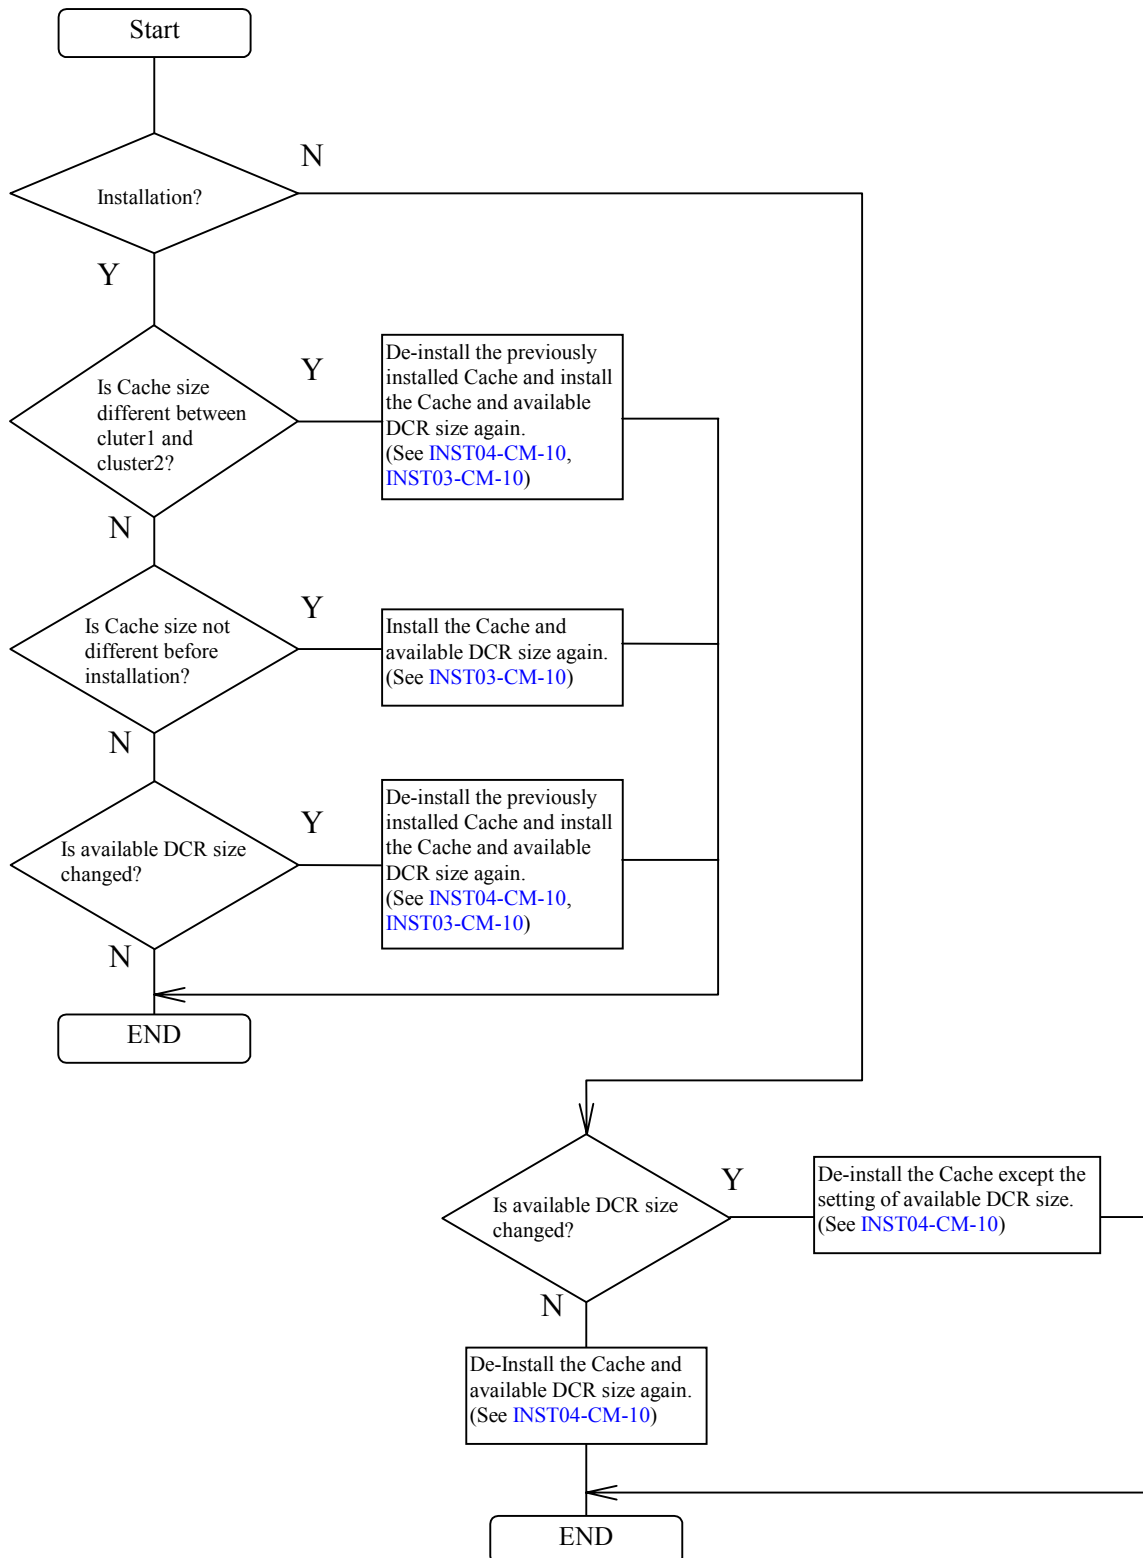 Start
N
Installation?
Y
Is Cache size
different between
cluter1 and
cluster2?
Y
De-install the previously
installed Cache and install
the Cache and available
DCR size again.
(See INST04-CM-10,
INST03-CM-10)
N
Is Cache size not
different before
installation?
Y
Install the Cache and
available DCR size again.
(See INST03-CM-10)
N
Is available DCR size
changed?
Y
De-install the previously
installed Cache and install
the Cache and available
DCR size again.
(See INST04-CM-10,
INST03-CM-10)
N
END
Is available DCR size
changed?
Y
De-install the Cache except the
setting of available DCR size.
(See INST04-CM-10)
N
De-Install the Cache and
available DCR size again.
(See INST04-CM-10)
END